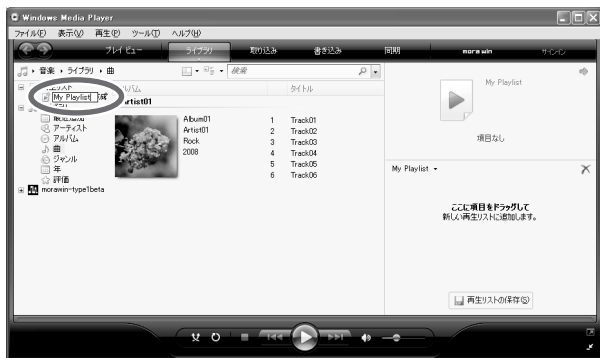 Windows Media Player
ファイル(F) 表示(V) 再生(P) ツール(T) ヘルプ(H)
プレイ ビュー ライブラリ 取り込み 書き込み 同期 mora win サインイン
音楽 ▸ ライブラリ ▸ 曲 検索
My Playlist
アルバム タイトル
Artist01
Album01
Artist01
Rock
2008
1 Track01
2 Track02
3 Track03
4 Track04
5 Track05
6 Track06
アーティスト
アルバム
曲
ジャンル
年
評価
morawin-type1beta
My Playlist
項目なし
My Playlist
ここに項目をドラッグして
新しい再生リストに追加します。
再生リストの保存(S)